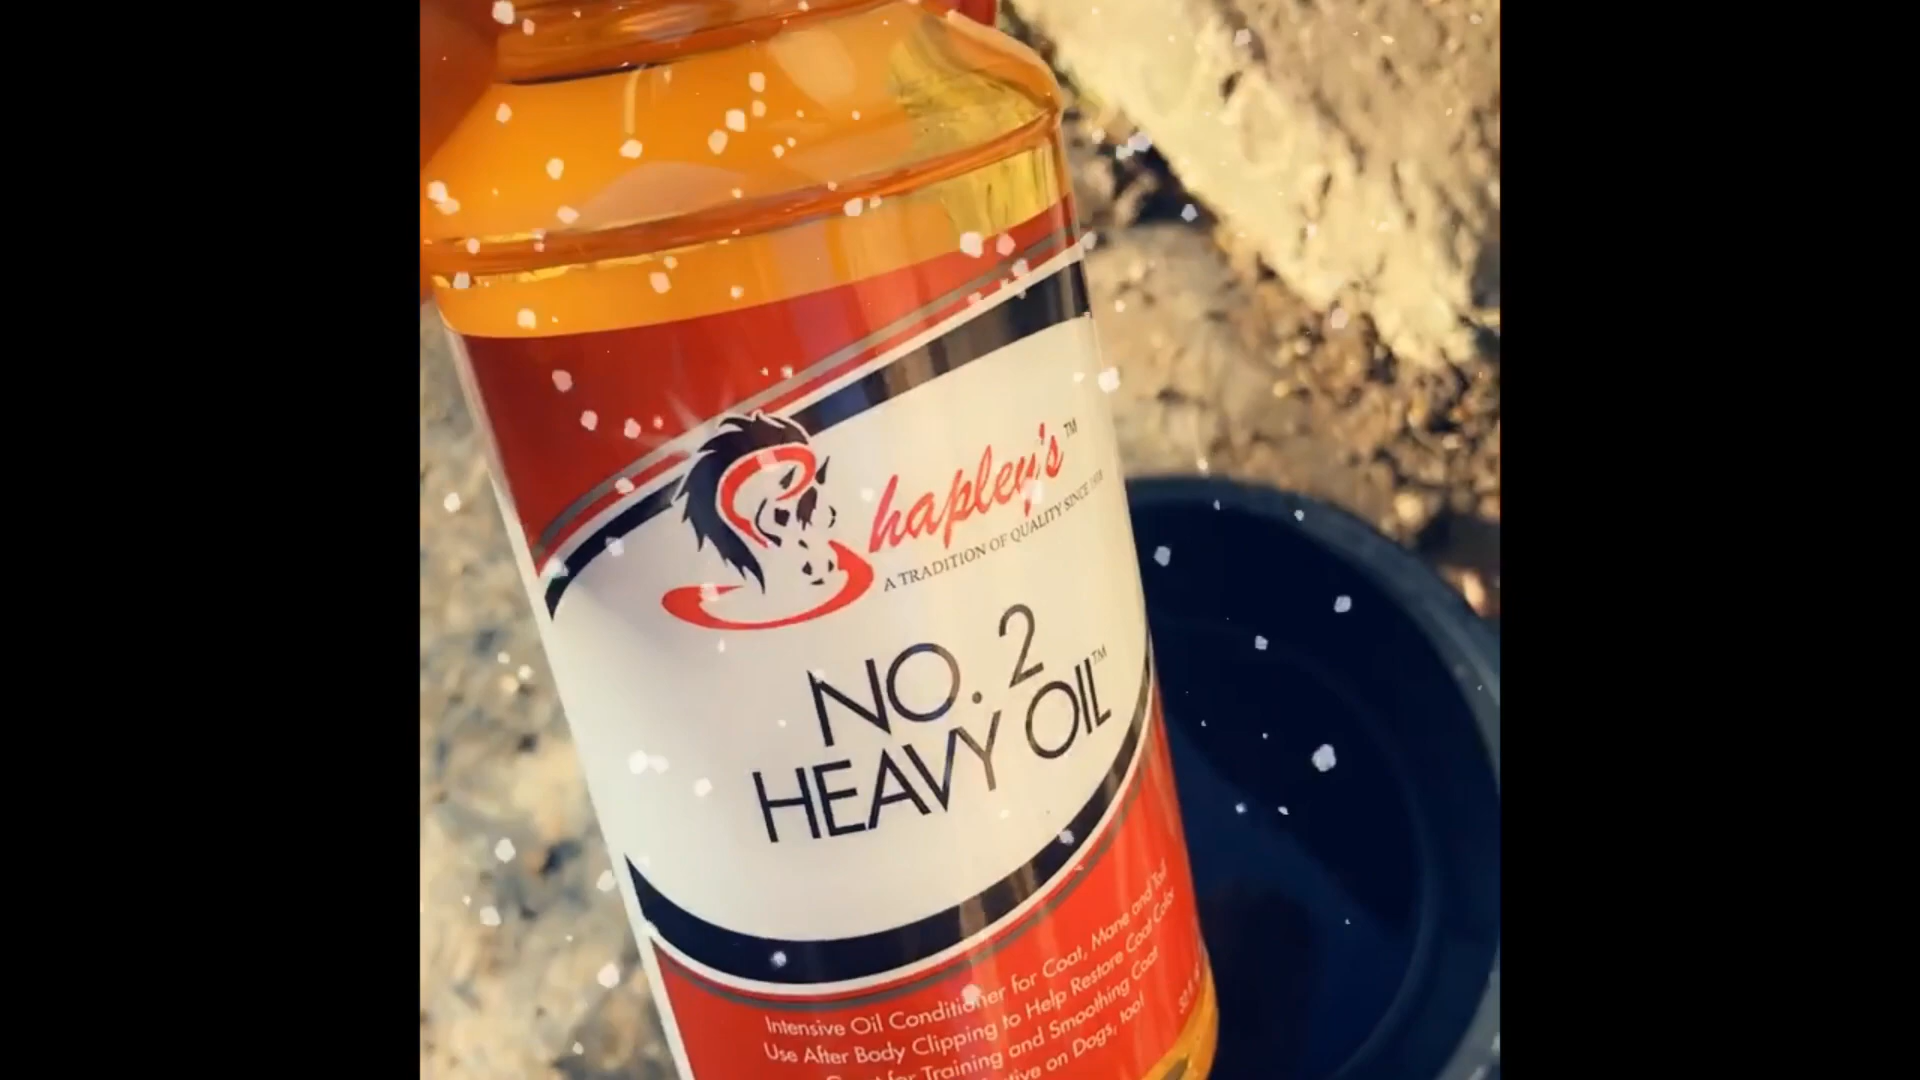 Shapley's™
A TRADITION OF QUALITY SINCE 1938
NO. 2
HEAVY OIL™
Intensive Oil Conditioner for Coat, Mane and Tail
Use After Body Clipping to Help Restore Coat Color
for Training and Smoothing Coat
on Dogs, too!